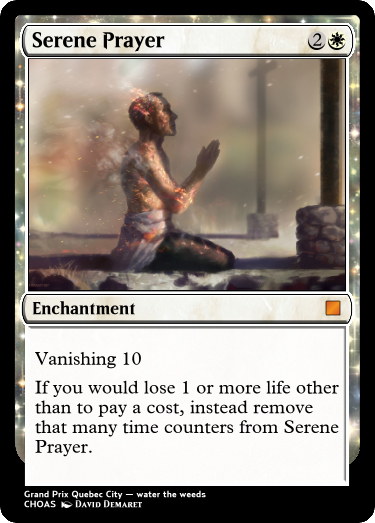 Serene Prayer 2
Enchantment
Vanishing 10
If you would lose 1 or more life other
than to pay a cost, instead remove
that many time counters from Serene
Prayer.
Grand Prix Quebec City — water the weeds
CHOAS DAVID DEMARET